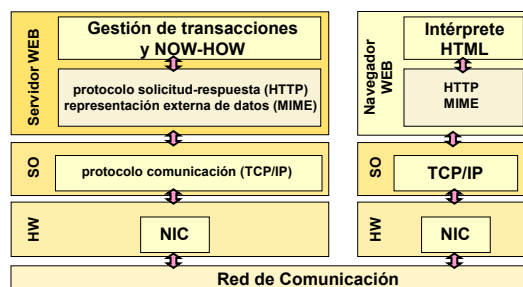 Servidor WEB
Gestión de transacciones
y NOW-HOW
protocolo solicitud-respuesta (HTTP)
representación externa de datos (MIME)
SO
protocolo comunicación (TCP/IP)
HW
NIC
Navegador
WEB
Intérprete
HTML
HTTP
MIME
SO
TCP/IP
HW
NIC
Red de Comunicación